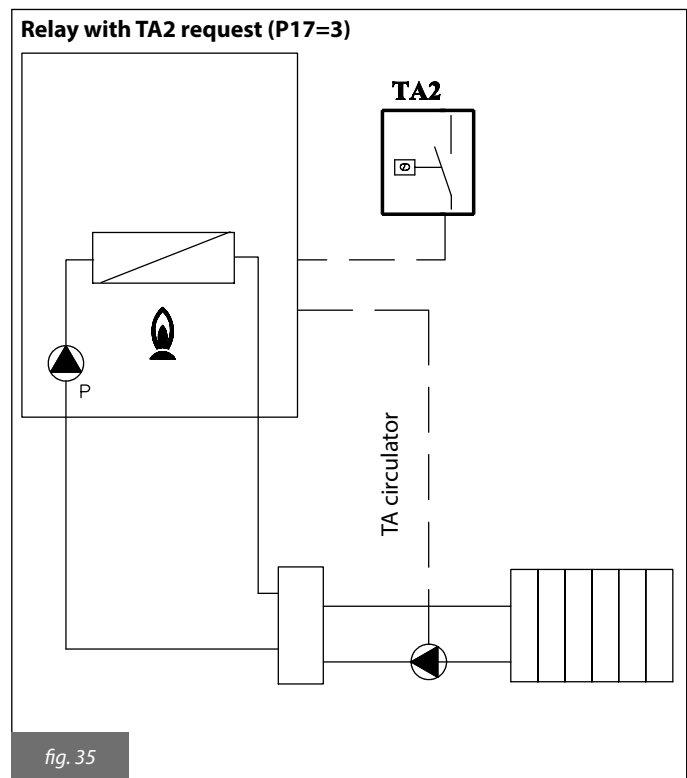 Relay with TA2 request (P17=3)
TA2
P
TA circulator
fig. 35